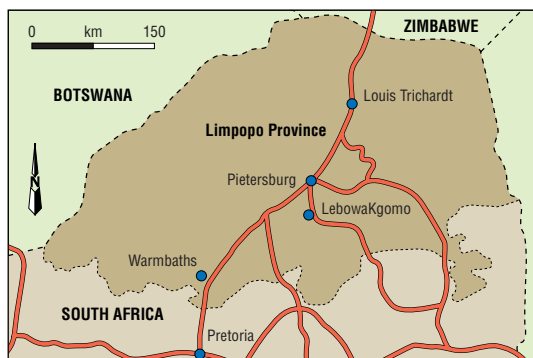 ZIMBABWE
0 km 150
BOTSWANA
Louis Trichardt
Limpopo Province
Pietersburg
N
LebowaKgomo
Warmbaths
SOUTH AFRICA
Pretoria